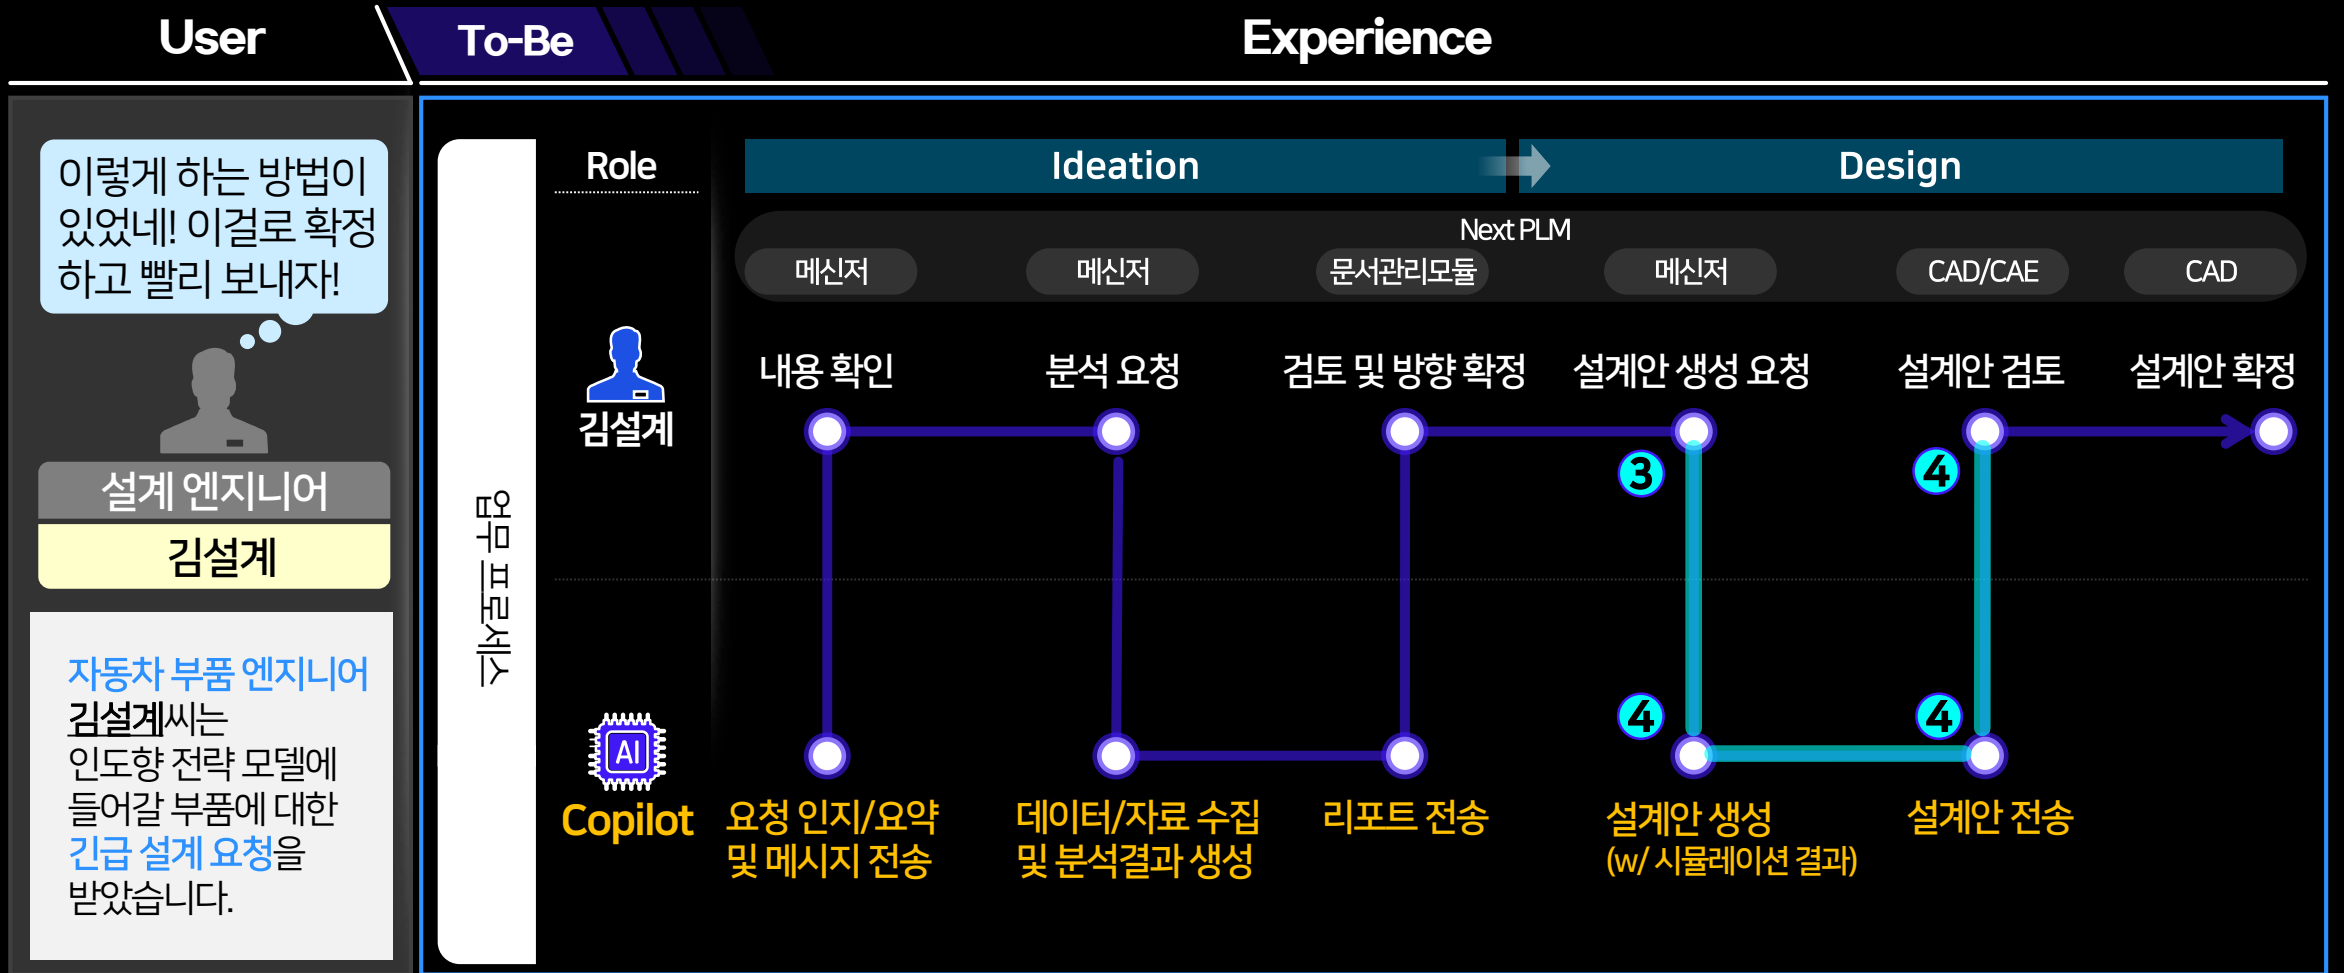 User
To-Be
Experience
이렇게 하는 방법이
있었네! 이걸로 확정
하고 빨리 보내자!
설계 엔지니어
김설계
자동차 부품 엔지니어
김설계씨는
인도향 전략 모델에
들어갈 부품에 대한
긴급 설계 요청을
받았습니다.
업무 프로세스
Role
Ideation
Design
Next PLM
메신저
메신저
문서관리모듈
메신저
CAD/CAE
CAD
김설계
내용 확인
분석 요청
검토 및 방향 확정
설계안 생성 요청
설계안 검토
설계안 확정
3
4
4
4
AI
Copilot
요청 인지/요약
및 메시지 전송
데이터/자료 수집
및 분석결과 생성
리포트 전송
설계안 생성
(w/ 시뮬레이션 결과)
설계안 전송